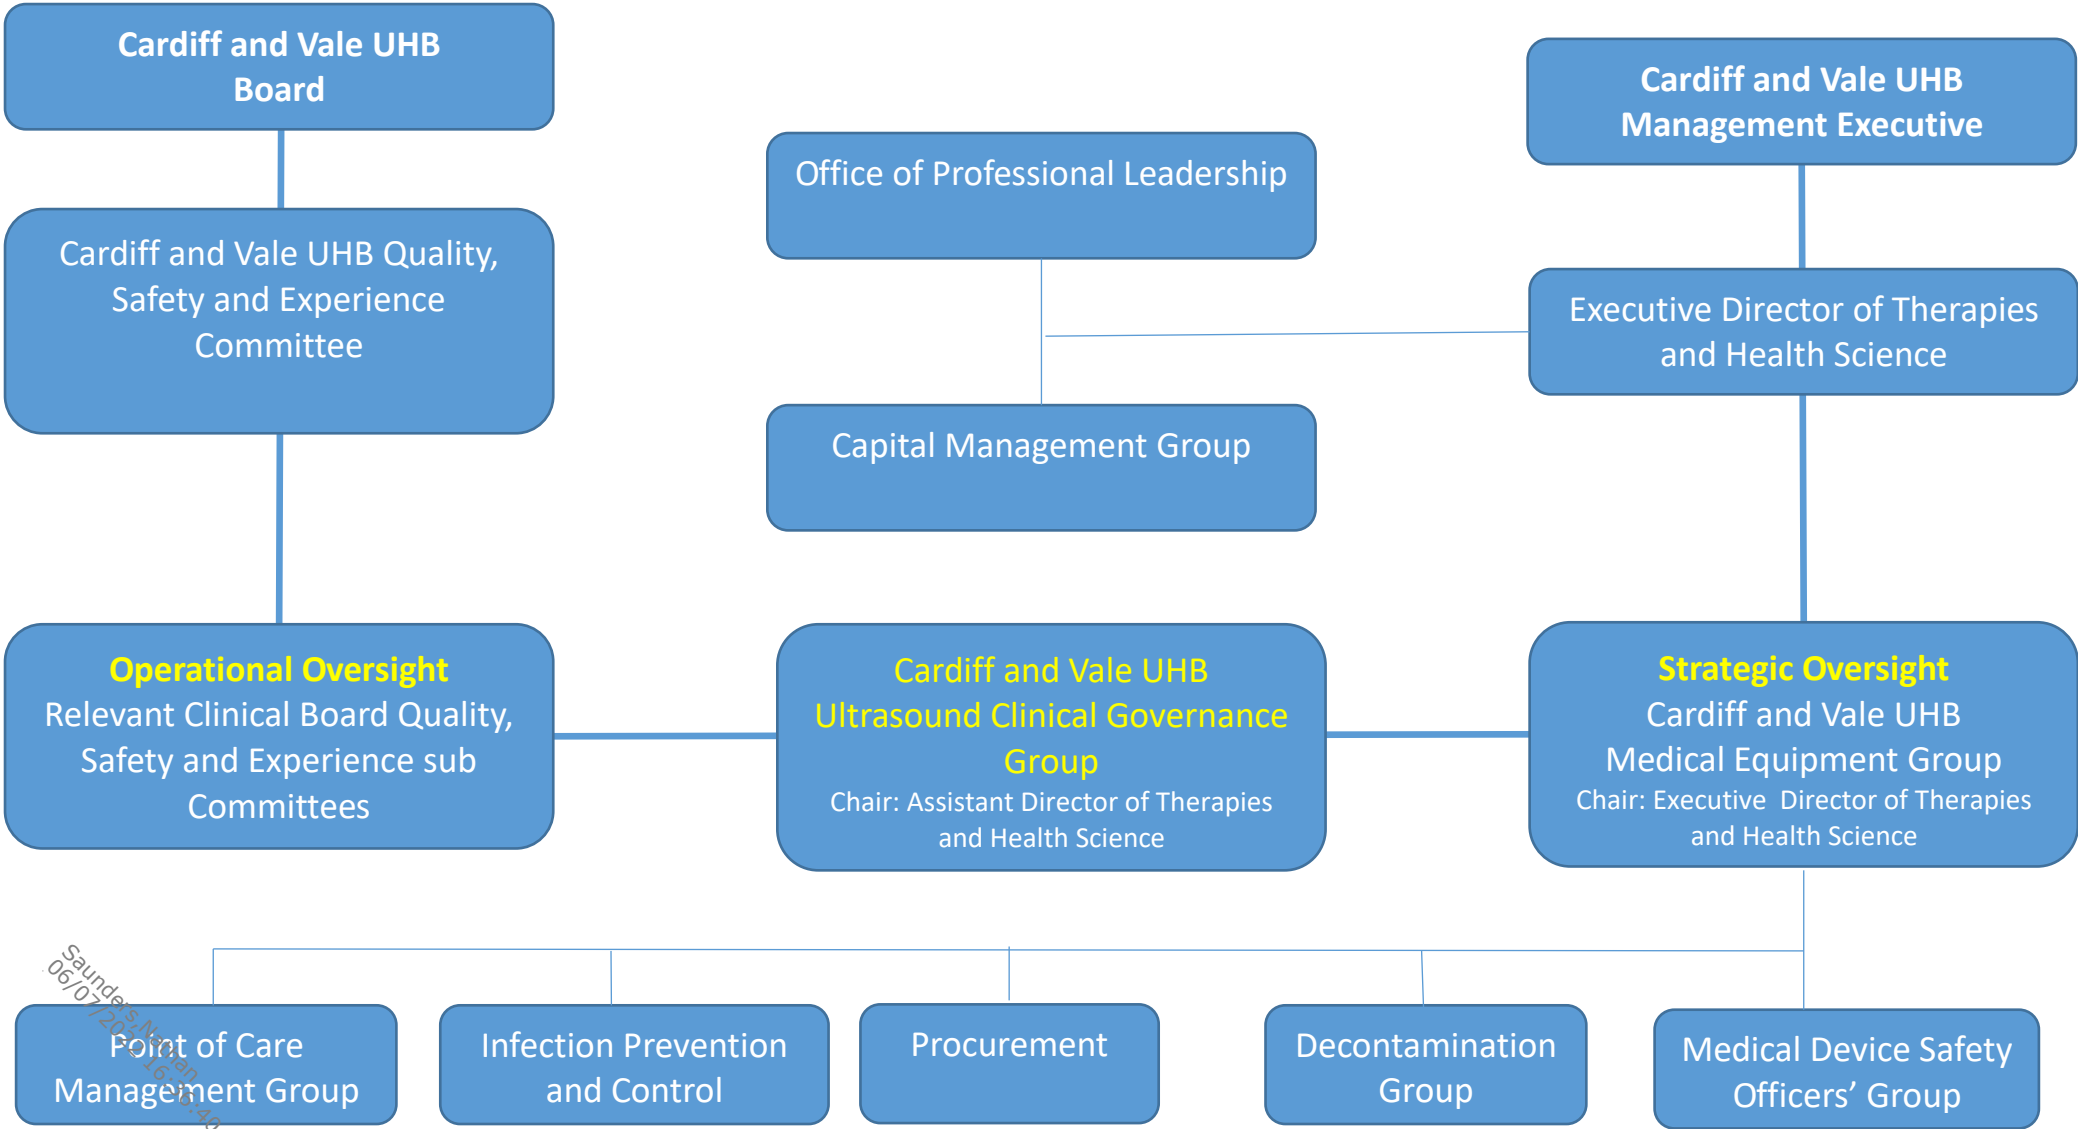 Cardiff and Vale UHB
Board
Cardiff and Vale UHB
Management Executive
Office of Professional Leadership
Cardiff and Vale UHB Quality,
Safety and Experience
Committee
Executive Director of Therapies
and Health Science
Capital Management Group
Operational Oversight
Relevant Clinical Board Quality,
Safety and Experience sub
Committees
Cardiff and Vale UHB
Ultrasound Clinical Governance
Group
Chair: Assistant Director of Therapies
and Health Science
Strategic Oversight
Cardiff and Vale UHB
Medical Equipment Group
Chair: Executive Director of Therapies
and Health Science
Point of Care
Management Group
Infection Prevention
and Control
Procurement
Decontamination
Group
Medical Device Safety
Officers’ Group
Saunders,Nathan